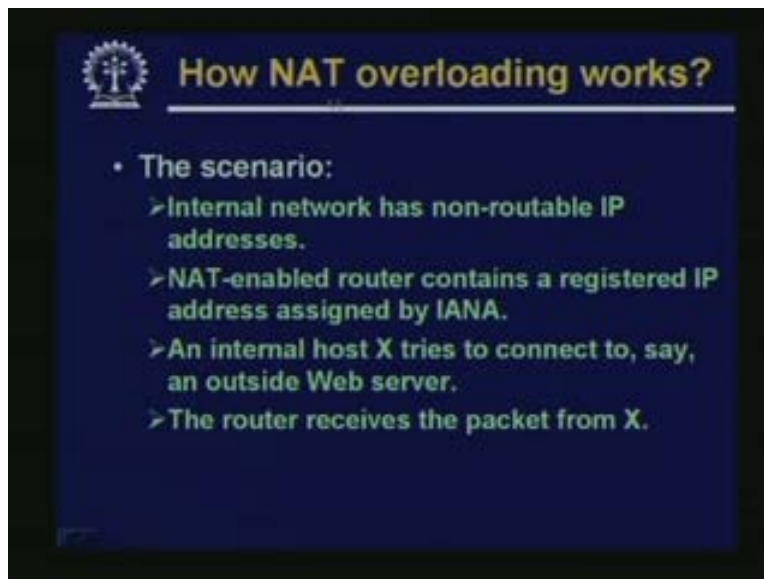 How NAT overloading works?
• The scenario:
➢Internal network has non-routable IP
addresses.
➢NAT-enabled router contains a registered IP
address assigned by IANA.
➢An internal host X tries to connect to, say,
an outside Web server.
➢The router receives the packet from X.